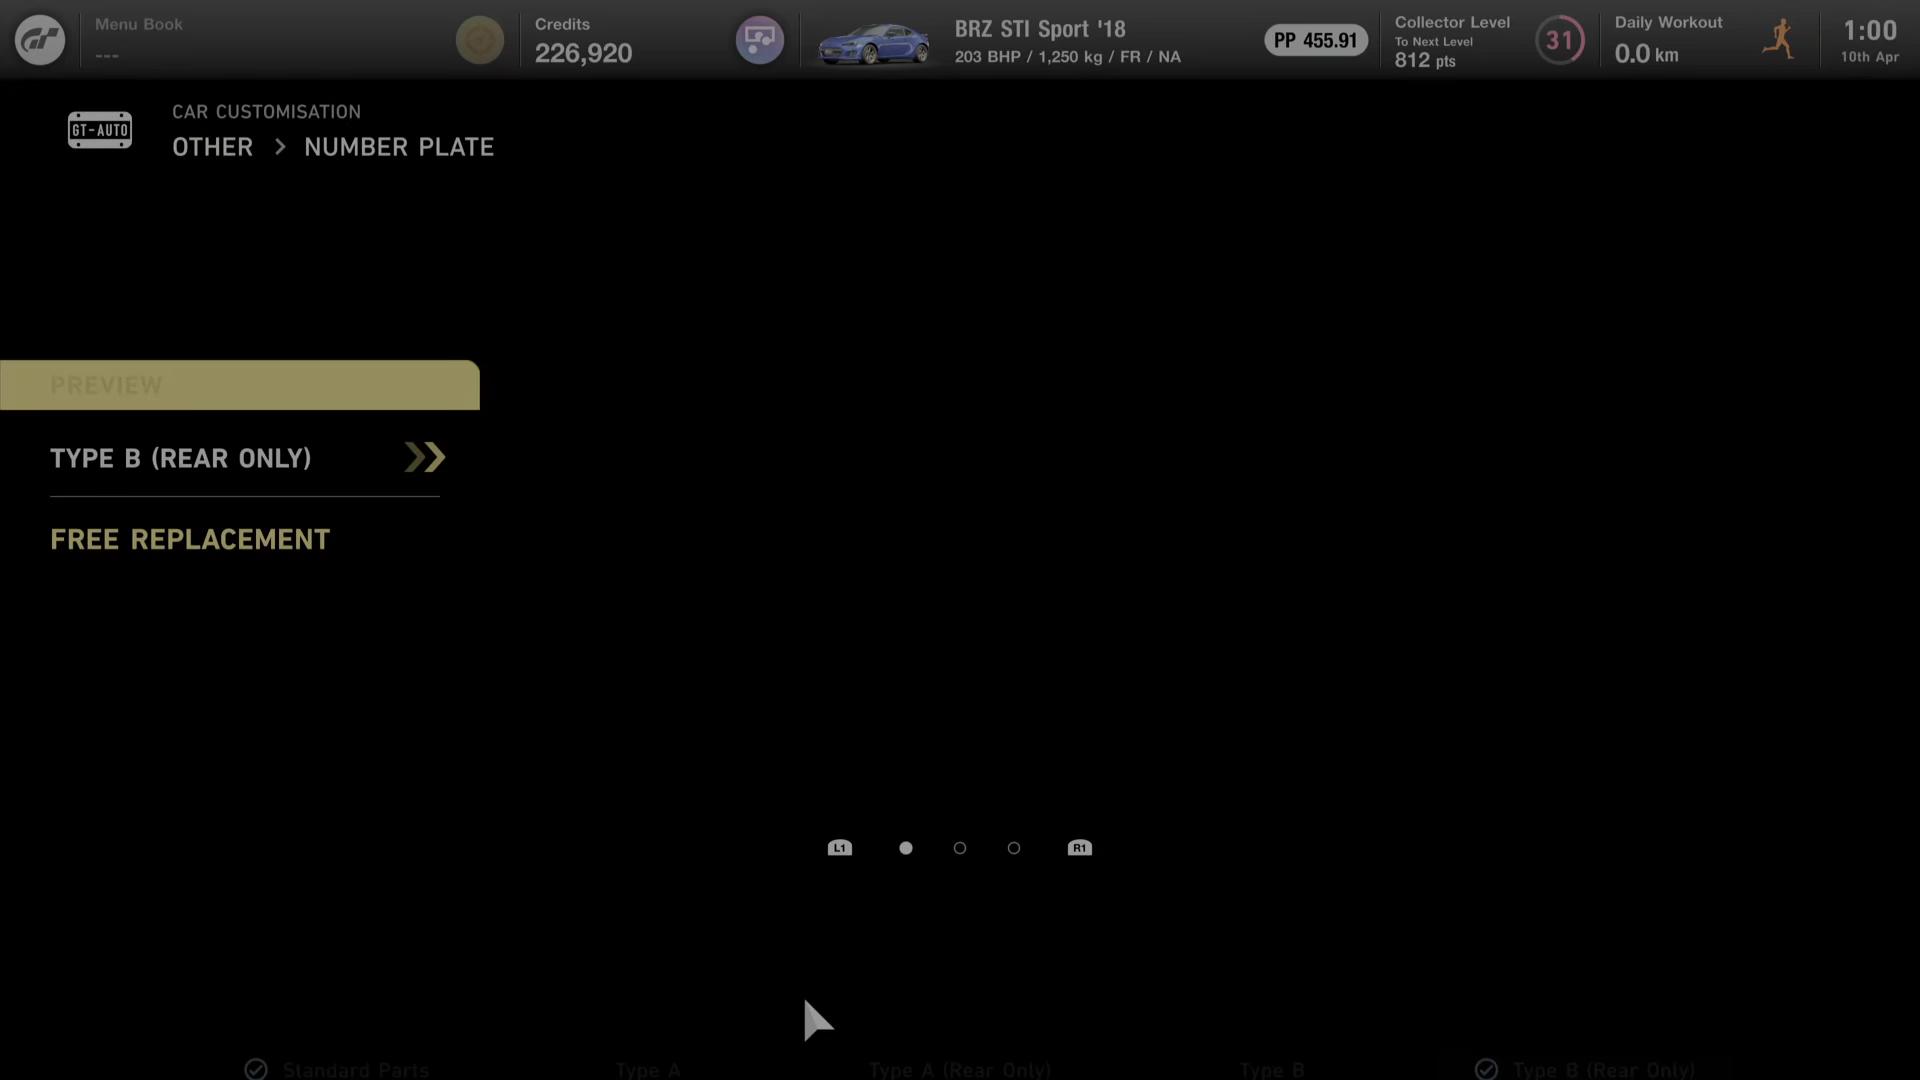 Menu Book
---
Credits
226,920
BRZ STI Sport '18
203 BHP / 1,250 kg / FR / NA
PP 455.91
Collector Level
To Next Level
812 pts
31
Daily Workout
0.0 km
1:00
10th Apr
GT-AUTO
CAR CUSTOMISATION
OTHER > NUMBER PLATE
PREVIEW
TYPE B (REAR ONLY)
FREE REPLACEMENT
L1 R1
Standard Parts Type A Type A (Rear Only) Type B Type B (Rear Only)